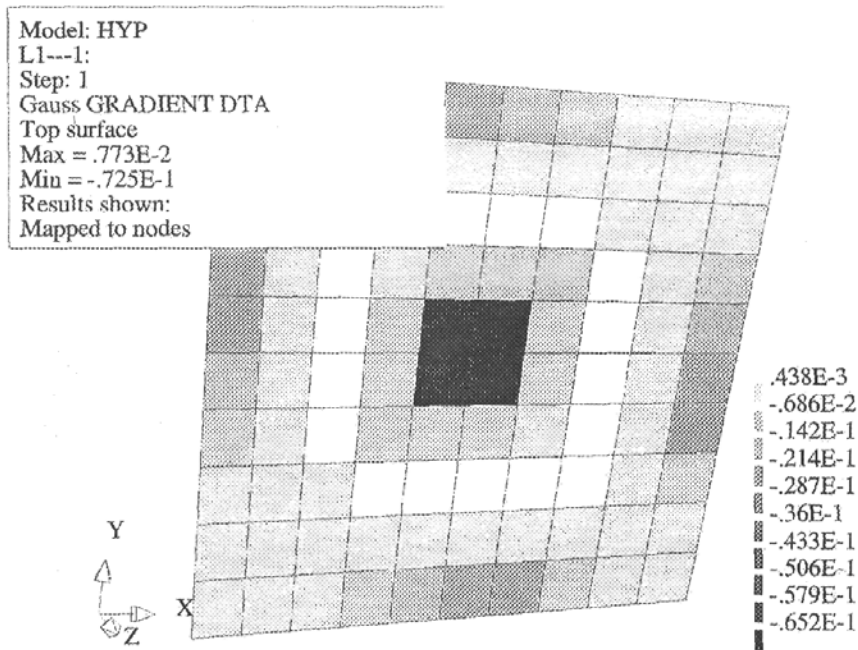 Model: HYP
L1---1:
Step: 1
Gauss GRADIENT DTA
Top surface
Max = .773E-2
Min = -.725E-1
Results shown:
Mapped to nodes
.438E-3
-.686E-2
-.142E-1
-.214E-1
-.287E-1
-.36E-1
-.433E-1
-.506E-1
-.579E-1
-.652E-1
Y
X
Z